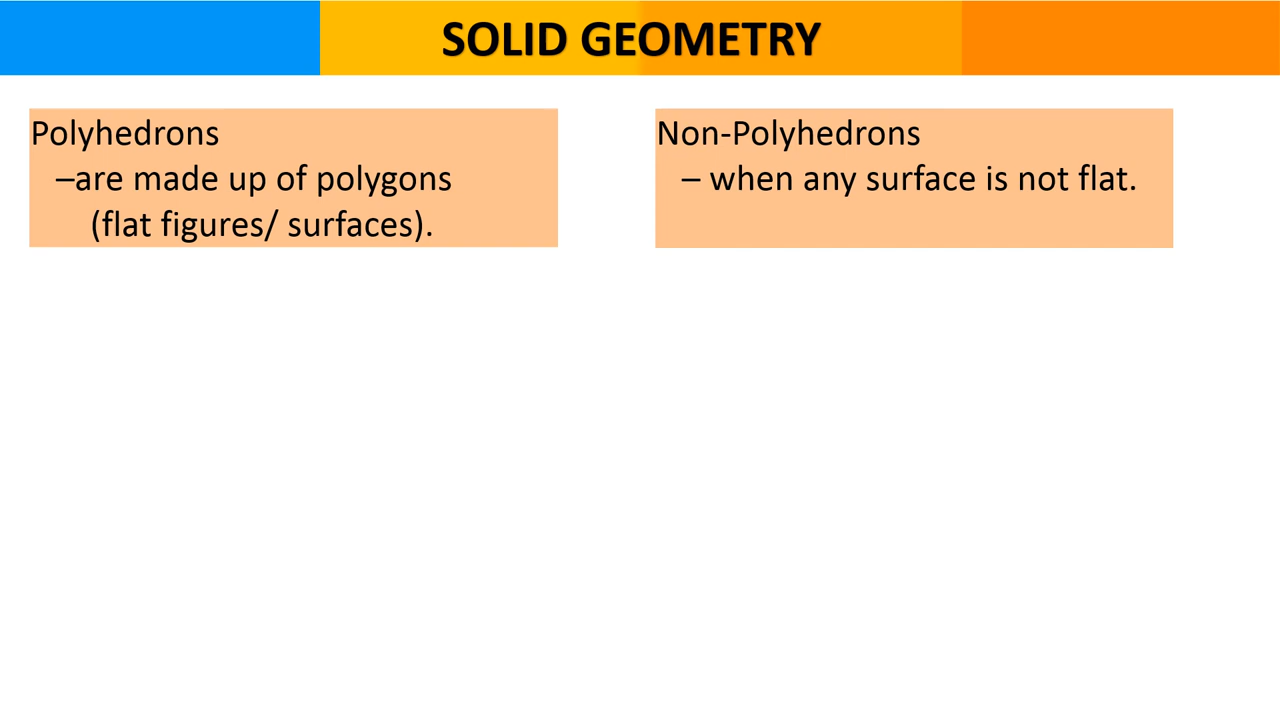 SOLID GEOMETRY
Polyhedrons
–are made up of polygons
(flat figures/ surfaces).
Non-Polyhedrons
– when any surface is not flat.